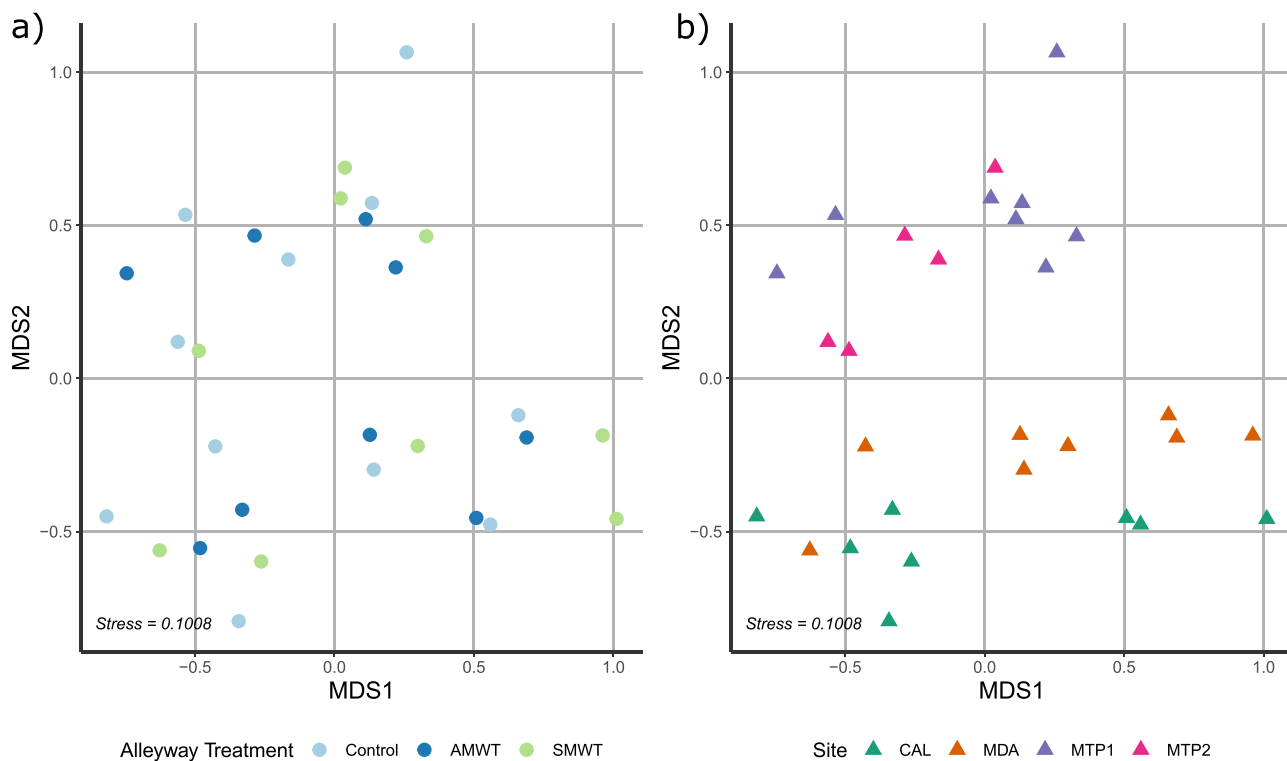 a)
1.0
0.5
0.0
−0.5
MDS2
Stress = 0.1008
−0.5 0.0 0.5 1.0
MDS1
Alleyway Treatment Control AMWT SMWT
b)
1.0
0.5
0.0
−0.5
MDS2
Stress = 0.1008
−0.5 0.0 0.5 1.0
MDS1
Site CAL MDA MTP1 MTP2